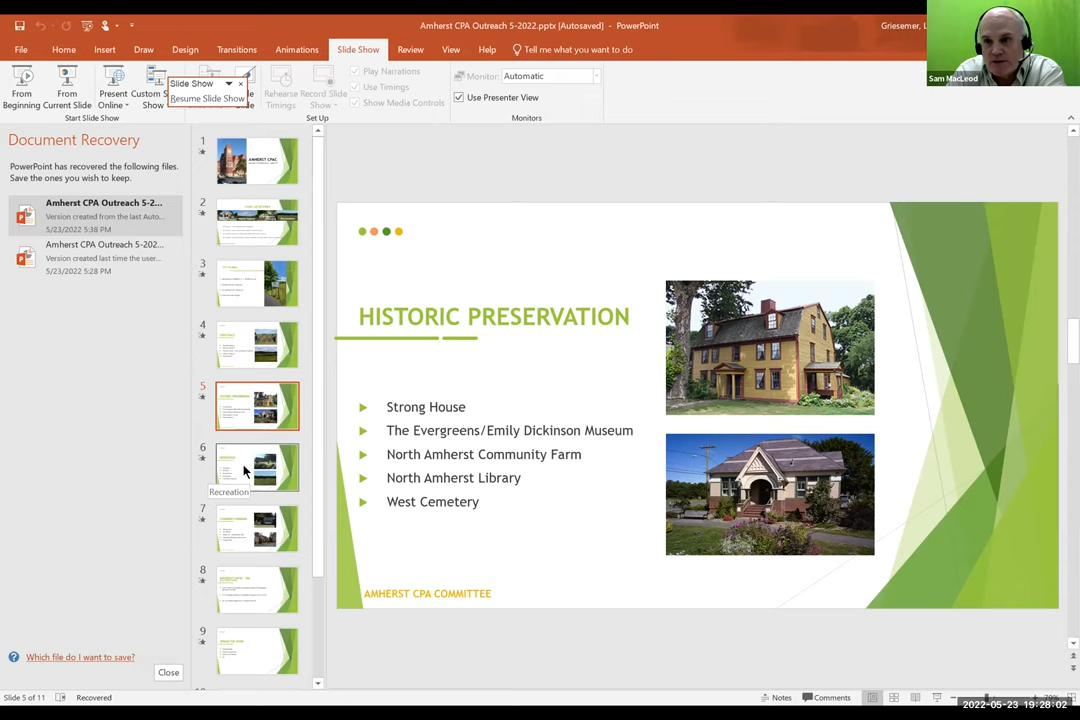 Amherst CPA Outreach 5-2022.pptx [Autosaved] - PowerPoint
Griesemer, L
File Home Insert Draw Design Transitions Animations Slide Show Review View Help Tell me what you want to do
Sam MacLeod
From Beginning
From Current Slide
Present Online
Custom S
Show
Slide Show
Resume Slide Show
Rehearse Timings
Record Slide Show
Play Narrations
Use Timings
Show Media Controls
Monitor: Automatic
Use Presenter View
Start Slide Show
Set Up
Monitors
Document Recovery
PowerPoint has recovered the following files.
Save the ones you wish to keep.
Amherst CPA Outreach 5-2...
Version created from the last Auto...
5/23/2022 5:38 PM
Amherst CPA Outreach 5-202...
Version created last time the user...
5/23/2022 5:28 PM
Which file do I want to save?
Close
1
AMHERST CPAC
2
3
4
5
6
Recreation
7
8
9
HISTORIC PRESERVATION
Strong House
The Evergreens/Emily Dickinson Museum
North Amherst Community Farm
North Amherst Library
West Cemetery
AMHERST CPA COMMITTEE
Slide 5 of 11
Recovered
Notes
Comments
2022-05-23 19:28:02